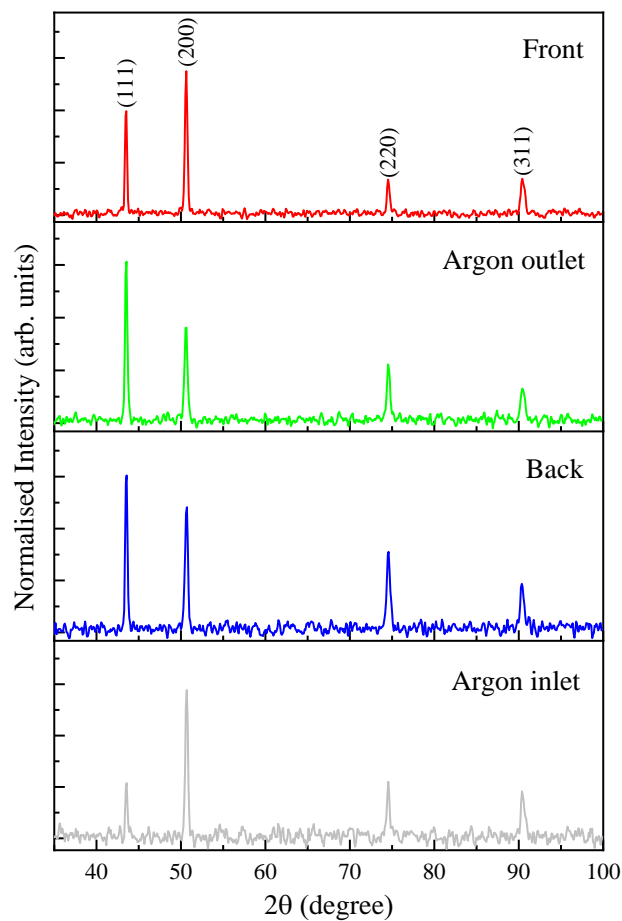 Front
(111)
(200)
(220)
(311)
Argon outlet
Back
Argon inlet
Normalised Intensity (arb. units)
40 50 60 70 80 90 100
2θ (degree)